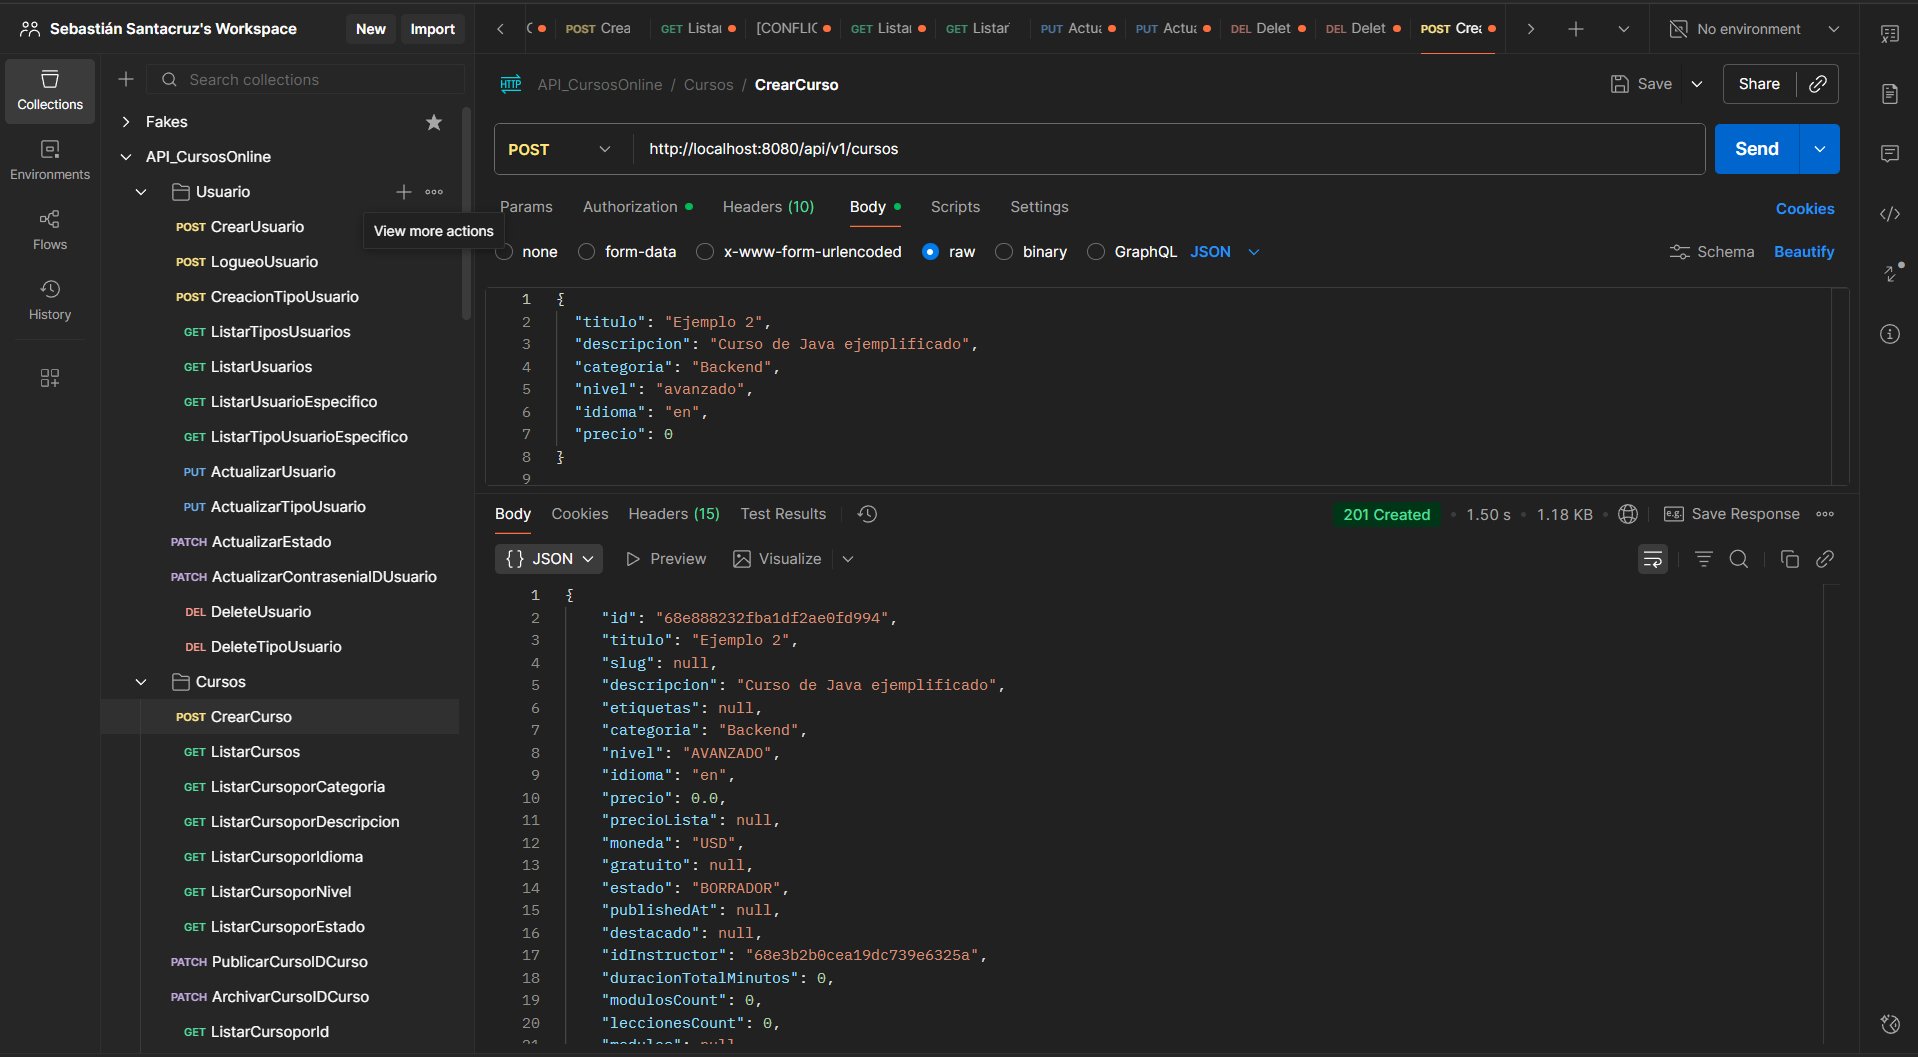 Sebastián Santacruz's Workspace
New
Import
POST Crea
GET Listar
[CONFLIC
GET Listar
GET Listar
PUT Actua
PUT Actua
DEL Delet
DEL Delet
POST Crea
No environment
Collections
Environments
Flows
History
Search collections
Fakes
API_CursosOnline
Usuario
POST CrearUsuario
View more actions
POST LogueoUsuario
POST CreacionTipoUsuario
GET ListarTiposUsuarios
GET ListarUsuarios
GET ListarUsuarioEspecifico
GET ListarTipoUsuarioEspecifico
PUT ActualizarUsuario
PUT ActualizarTipoUsuario
PATCH ActualizarEstado
PATCH ActualizarContraseniaIDUsuario
DEL DeleteUsuario
DEL DeleteTipoUsuario
Cursos
POST CrearCurso
GET ListarCursos
GET ListarCursoporCategoria
GET ListarCursoporDescripcion
GET ListarCursoporIdioma
GET ListarCursoporNivel
GET ListarCursoporEstado
PATCH PublicarCursoIDCurso
PATCH ArchivarCursoIDCurso
GET ListarCursoporId
HTTP API_CursosOnline / Cursos / CrearCurso
Save
Share
POST http://localhost:8080/api/v1/cursos
Send
Params Authorization Headers (10) Body Scripts Settings
Cookies
none form-data x-www-form-urlencoded raw binary GraphQL JSON
Schema Beautify
1 {
2 "titulo": "Ejemplo 2",
3 "descripcion": "Curso de Java ejemplificado",
4 "categoria": "Backend",
5 "nivel": "avanzado",
6 "idioma": "en",
7 "precio": 0
8 }
9
Body Cookies Headers (15) Test Results
201 Created • 1.50 s • 1.18 KB
e.g. Save Response
{} JSON Preview Visualize
1 {
2 "id": "68e888232fba1df2ae0fd994",
3 "titulo": "Ejemplo 2",
4 "slug": null,
5 "descripcion": "Curso de Java ejemplificado",
6 "etiquetas": null,
7 "categoria": "Backend",
8 "nivel": "AVANZADO",
9 "idioma": "en",
10 "precio": 0.0,
11 "precioLista": null,
12 "moneda": "USD",
13 "gratuito": null,
14 "estado": "BORRADOR",
15 "publishedAt": null,
16 "destacado": null,
17 "idInstructor": "68e3b2b0cea19dc739e6325a",
18 "duracionTotalMinutos": 0,
19 "modulosCount": 0,
20 "leccionesCount": 0,
21 "modulos": null